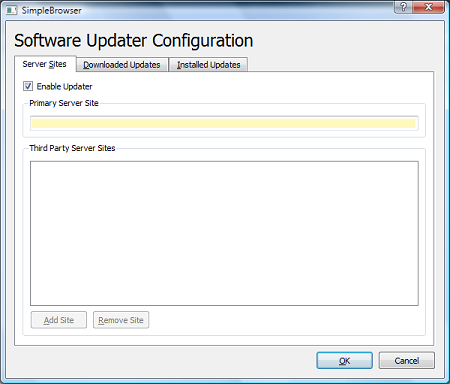 SimpleBrowser
Software Updater Configuration
Server Sites Downloaded Updates Installed Updates
Enable Updater
Primary Server Site
Third Party Server Sites
Add Site Remove Site
OK Cancel